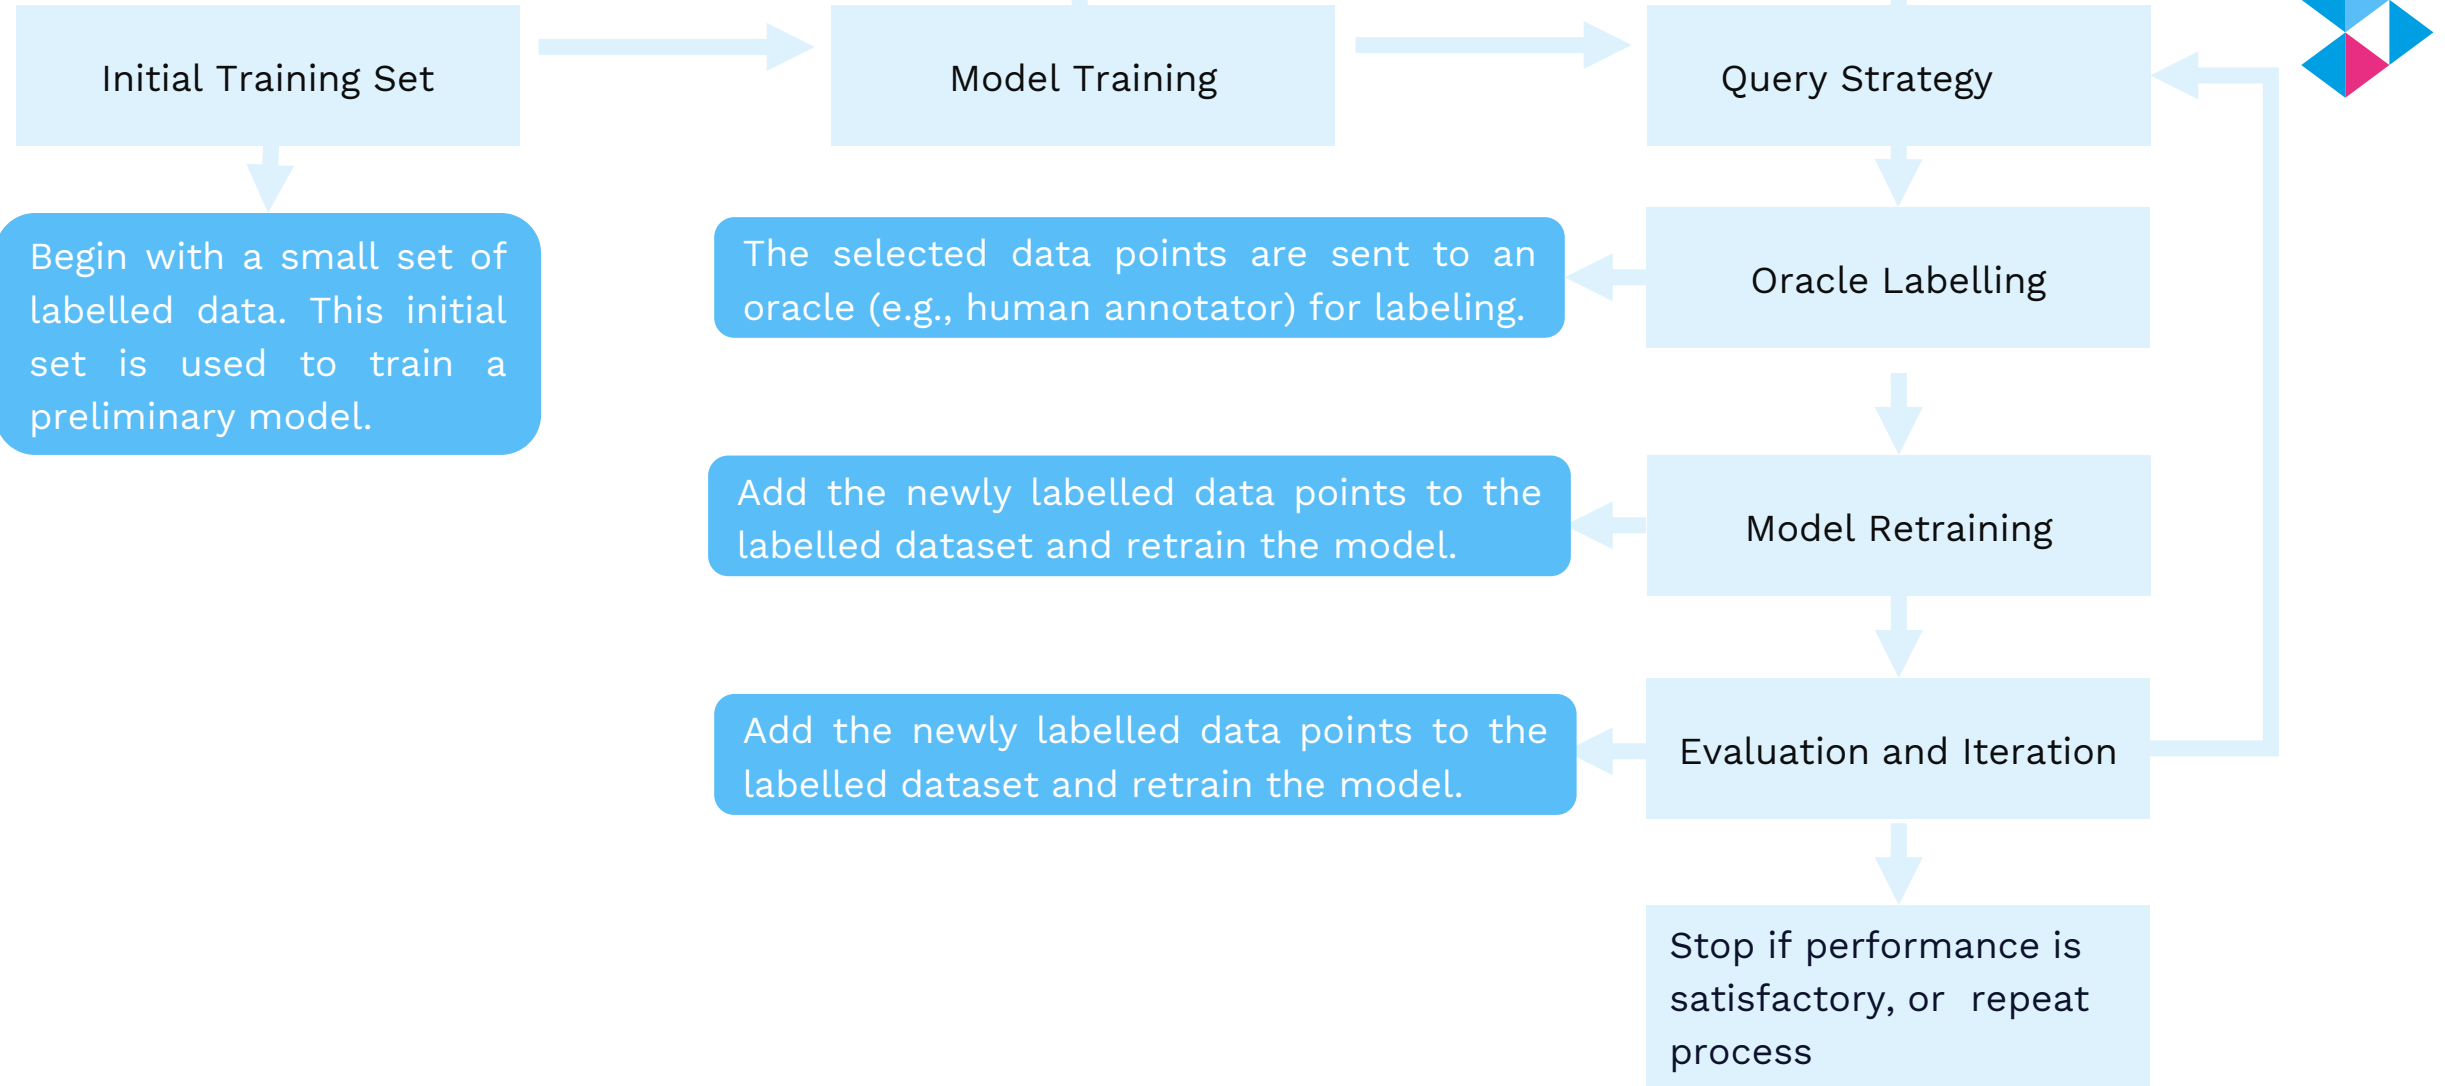 Initial Training Set
Model Training
Query Strategy
Begin with a small set of
labelled data. This initial
set is used to train a
preliminary model.
The selected data points are sent to an
oracle (e.g., human annotator) for labeling.
Oracle Labelling
Add the newly labelled data points to the
labelled dataset and retrain the model.
Model Retraining
Add the newly labelled data points to the
labelled dataset and retrain the model.
Evaluation and Iteration
Stop if performance is
satisfactory, or repeat
process